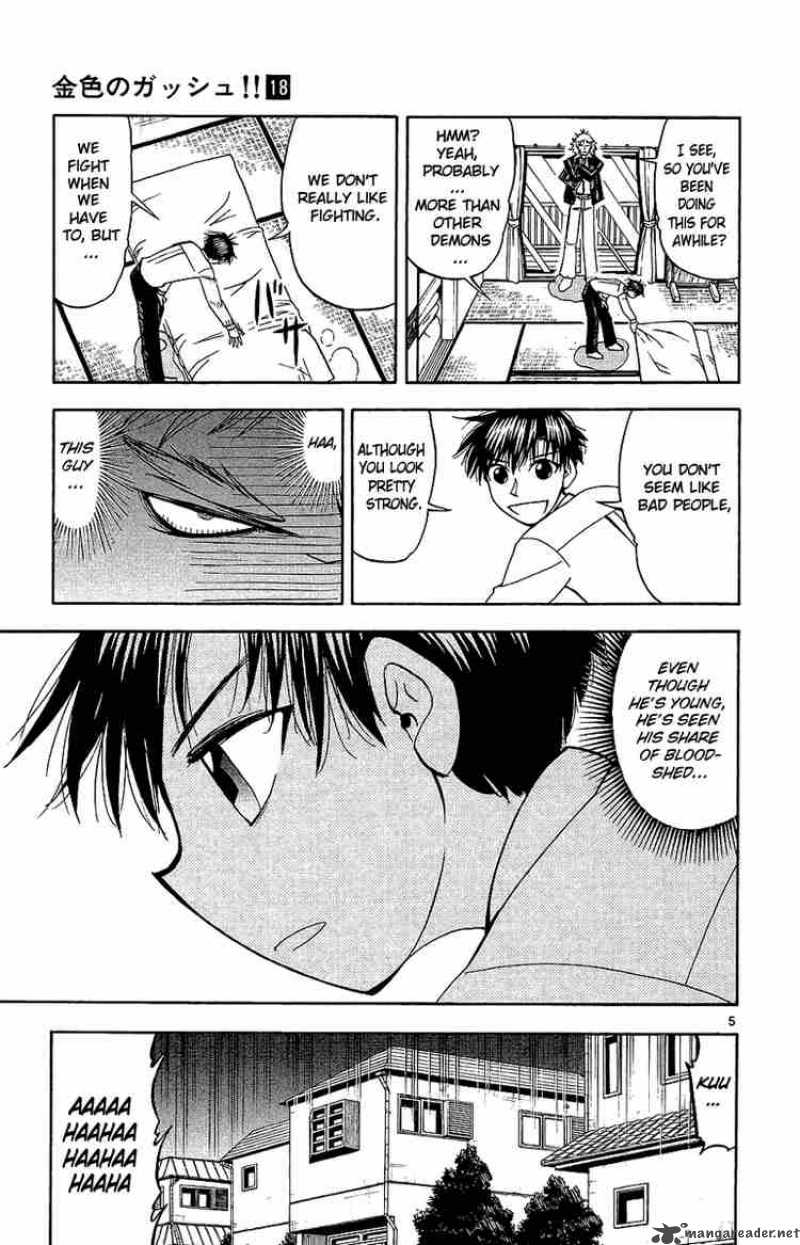 金色のガッシュ!! 18
I SEE,
SO YOU'VE
BEEN
DOING
THIS FOR
AWHILE?
HMM?
YEAH,
PROBABLY
...
MORE THAN
OTHER
DEMONS
...
WE DON'T
REALLY LIKE
FIGHTING.
WE
FIGHT
WHEN
WE
HAVE
TO, BUT
...
YOU DON'T
SEEM LIKE
BAD PEOPLE,
ALTHOUGH
YOU LOOK
PRETTY
STRONG.
HAA,
THIS
GUY
...
EVEN
THOUGH
HE'S YOUNG,
HE'S SEEN
HIS SHARE
OF BLOOD-
SHED...
5
KUU
...
AAAAA
HAAHAA
HAAHAA
HAAHA
mangareader.net